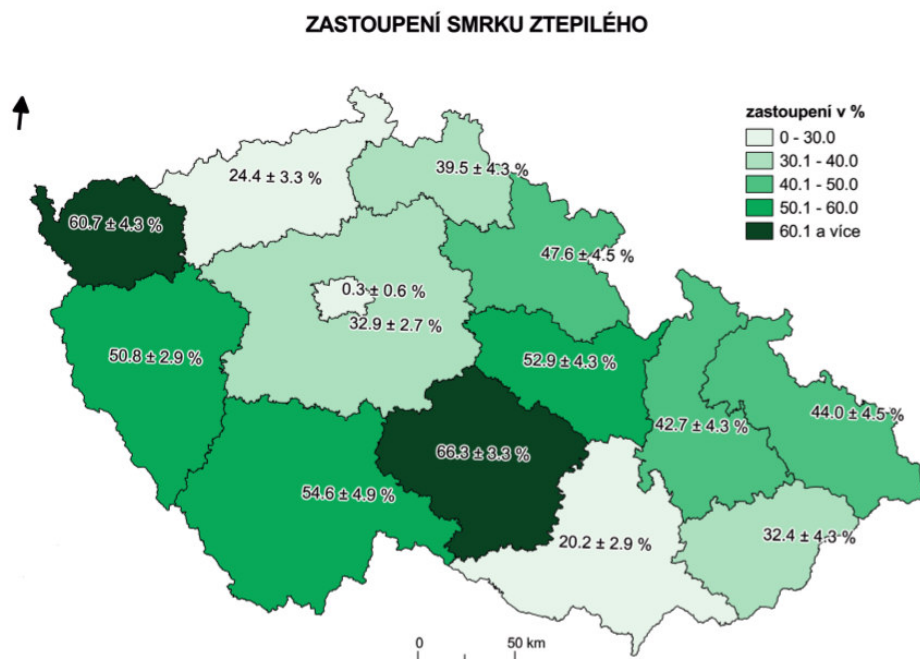 ZASTOUPENÍ SMRKU ZTEPILÉHO
zastoupení v %
0 - 30.0
30.1 - 40.0
40.1 - 50.0
50.1 - 60.0
60.1 a více
39.5 ± 4.3 %
24.4 ± 3.3 %
60.7 ± 4.3 %
47.6 ± 4.5 %
0.3 ± 0.6 %
32.9 ± 2.7 %
50.8 ± 2.9 %
52.9 ± 4.3 %
44.0 ± 4.5 %
42.7 ± 4.3 %
66.3 ± 3.3 %
54.6 ± 4.9 %
32.4 ± 4.3 %
20.2 ± 2.9 %
0 50 km